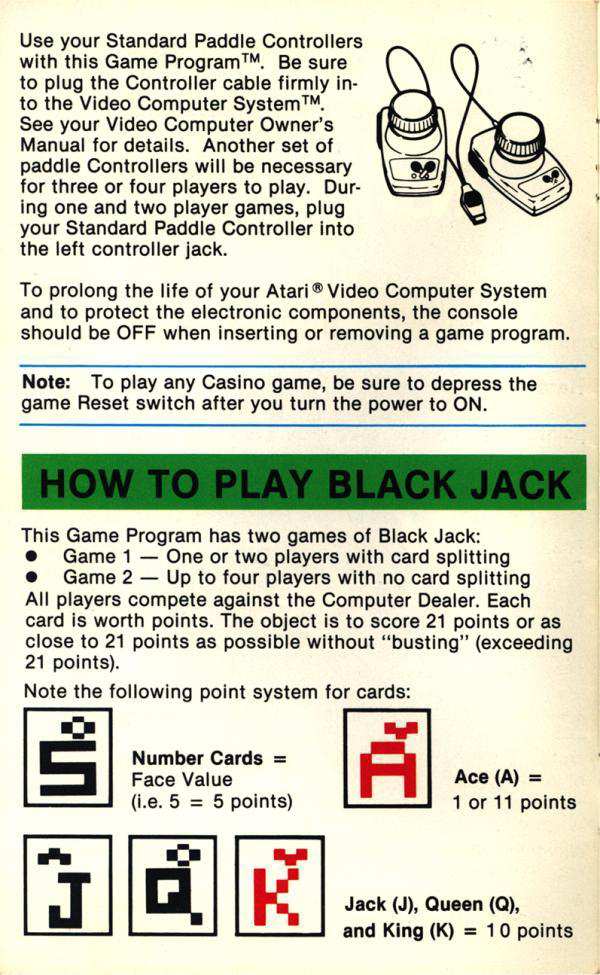 Use your Standard Paddle Controllers
with this Game Program™. Be sure
to plug the Controller cable firmly in-
to the Video Computer System™.
See your Video Computer Owner's
Manual for details. Another set of
paddle Controllers will be necessary
for three or four players to play. Dur-
ing one and two player games, plug
your Standard Paddle Controller into
the left controller jack.
To prolong the life of your Atari® Video Computer System
and to protect the electronic components, the console
should be OFF when inserting or removing a game program.
Note: To play any Casino game, be sure to depress the
game Reset switch after you turn the power to ON.
HOW TO PLAY BLACK JACK
This Game Program has two games of Black Jack:
● Game 1 — One or two players with card splitting
● Game 2 — Up to four players with no card splitting
All players compete against the Computer Dealer. Each
card is worth points. The object is to score 21 points or as
close to 21 points as possible without "busting" (exceeding
21 points).
Note the following point system for cards:
5
Number Cards =
Face Value
(i.e. 5 = 5 points)
A
Ace (A) =
1 or 11 points
J Q K
Jack (J), Queen (Q),
and King (K) = 10 points